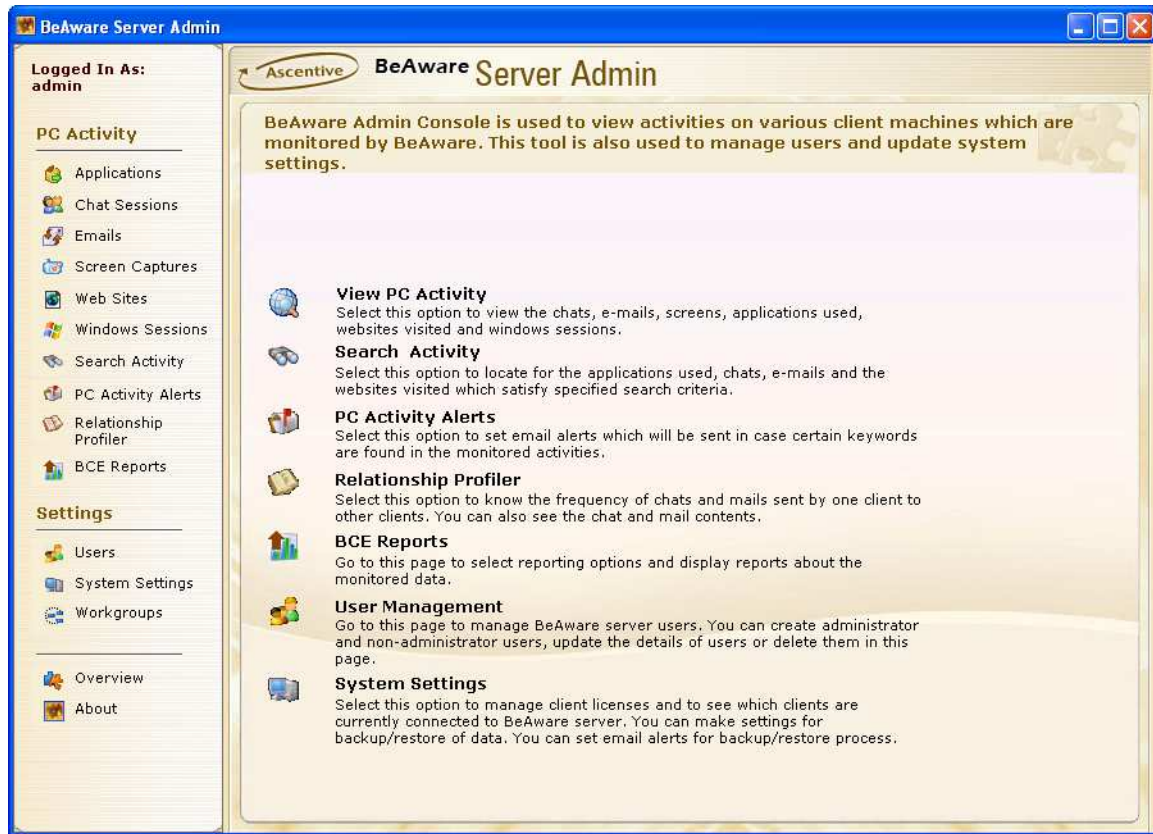 BeAware Server Admin
Logged In As:
admin
PC Activity
Applications
Chat Sessions
Emails
Screen Captures
Web Sites
Windows Sessions
Search Activity
PC Activity Alerts
Relationship
Profiler
BCE Reports
Settings
Users
System Settings
Workgroups
Overview
About
Ascentive BeAware Server Admin
BeAware Admin Console is used to view activities on various client machines which are
monitored by BeAware. This tool is also used to manage users and update system
settings.
View PC Activity
Select this option to view the chats, e-mails, screens, applications used,
websites visited and windows sessions.
Search Activity
Select this option to locate for the applications used, chats, e-mails and the
websites visited which satisfy specified search criteria.
PC Activity Alerts
Select this option to set email alerts which will be sent in case certain keywords
are found in the monitored activities.
Relationship Profiler
Select this option to know the frequency of chats and mails sent by one client to
other clients. You can also see the chat and mail contents.
BCE Reports
Go to this page to select reporting options and display reports about the
monitored data.
User Management
Go to this page to manage BeAware server users. You can create administrator
and non-administrator users, update the details of users or delete them in this
page.
System Settings
Select this option to manage client licenses and to see which clients are
currently connected to BeAware server. You can make settings for
backup/restore of data. You can set email alerts for backup/restore process.